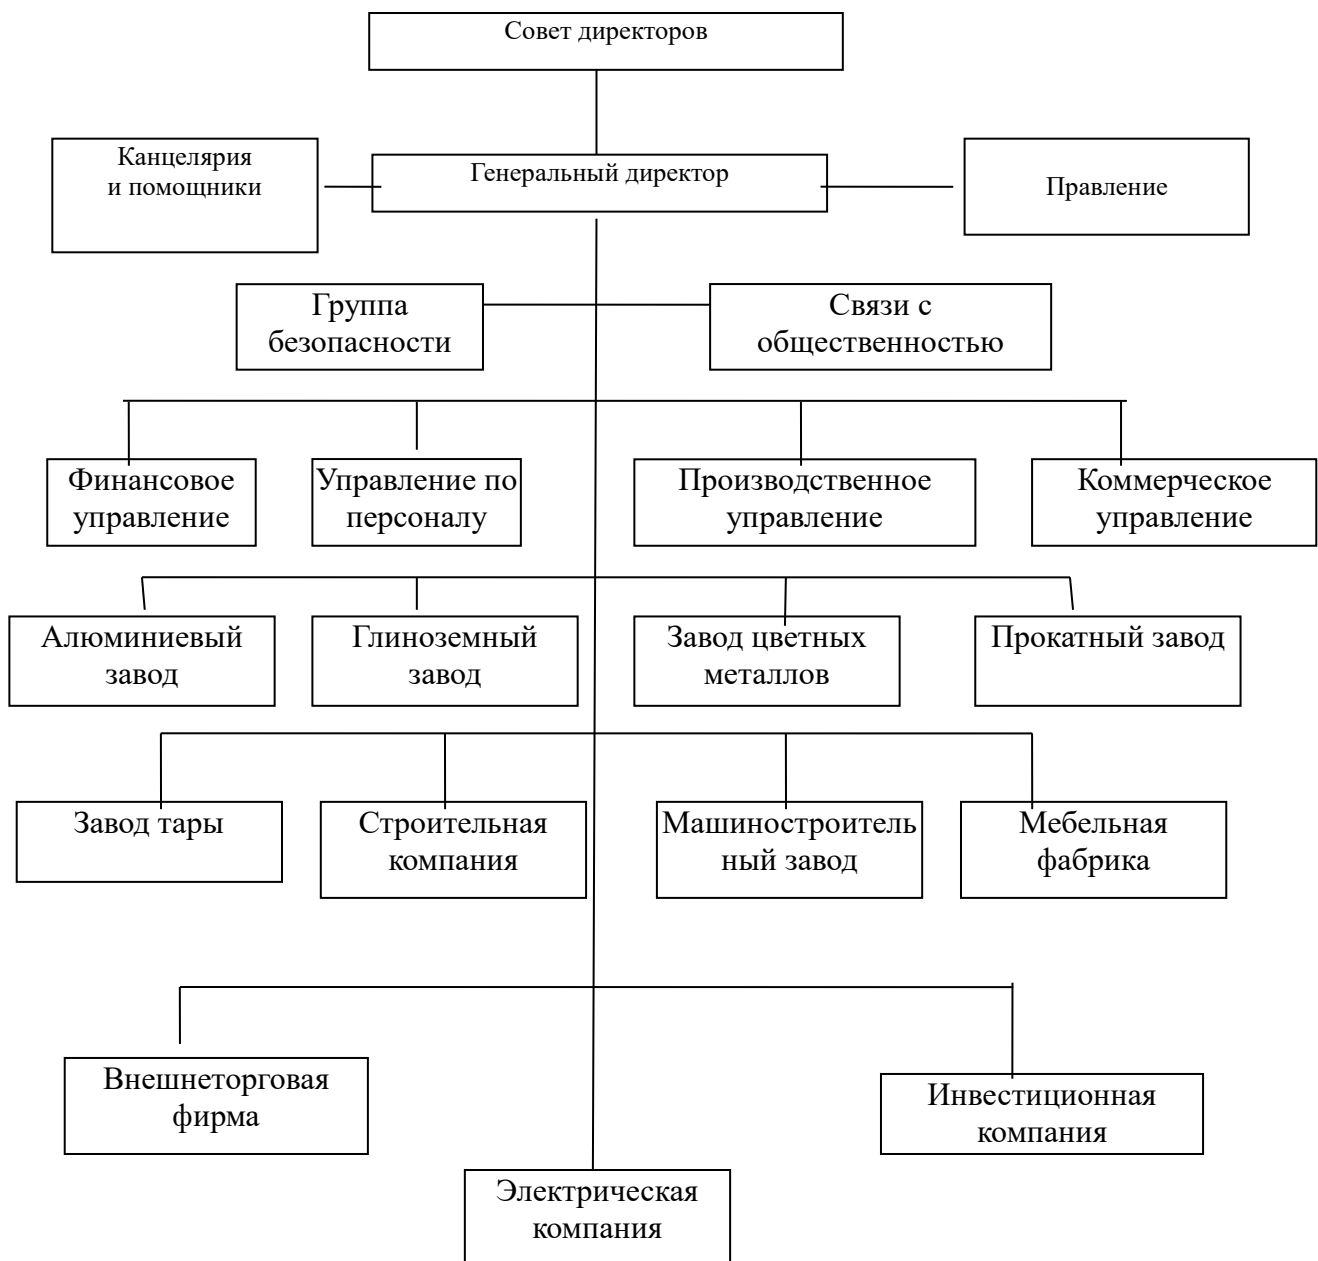 Совет директоров
Канцелярия
и помощники
Генеральный директор
Правление
Группа
безопасности
Связи с
общественностью
Финансовое
управление
Управление по
персоналу
Производственное
управление
Коммерческое
управление
Алюминиевый
завод
Глиноземный
завод
Завод цветных
металлов
Прокатный завод
Завод тары
Строительная
компания
Машиностроитель
ный завод
Мебельная
фабрика
Внешнеторговая
фирма
Инвестиционная
компания
Электрическая
компания